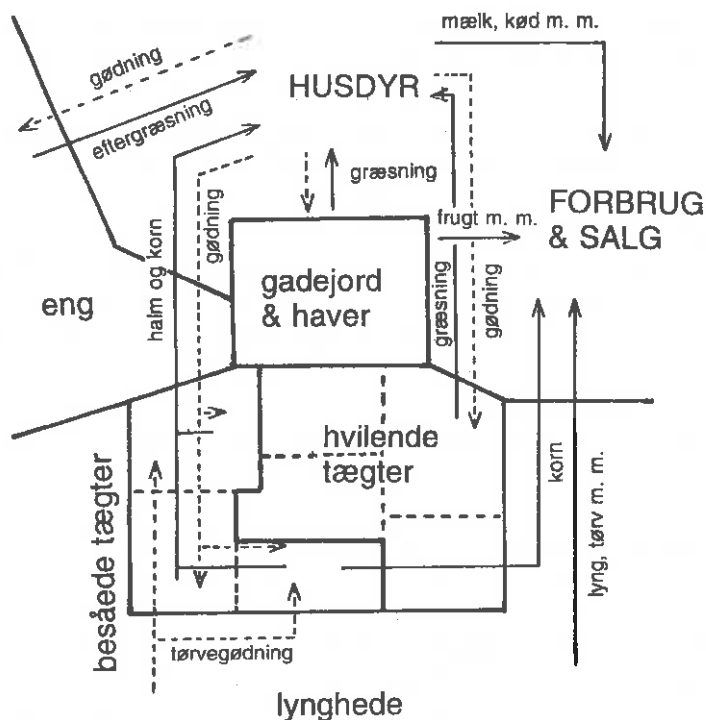 mælk, kød m. m.
gødning
eftergræsning
HUSDYR
græsning
frugt m. m.
FORBRUG
& SALG
halm og korn
gødning
gadejord
& haver
græsning
gødning
eng
hvilende
tægter
korn
lyng, tørv m. m.
besåede tægter
tørvegødning
lynghede